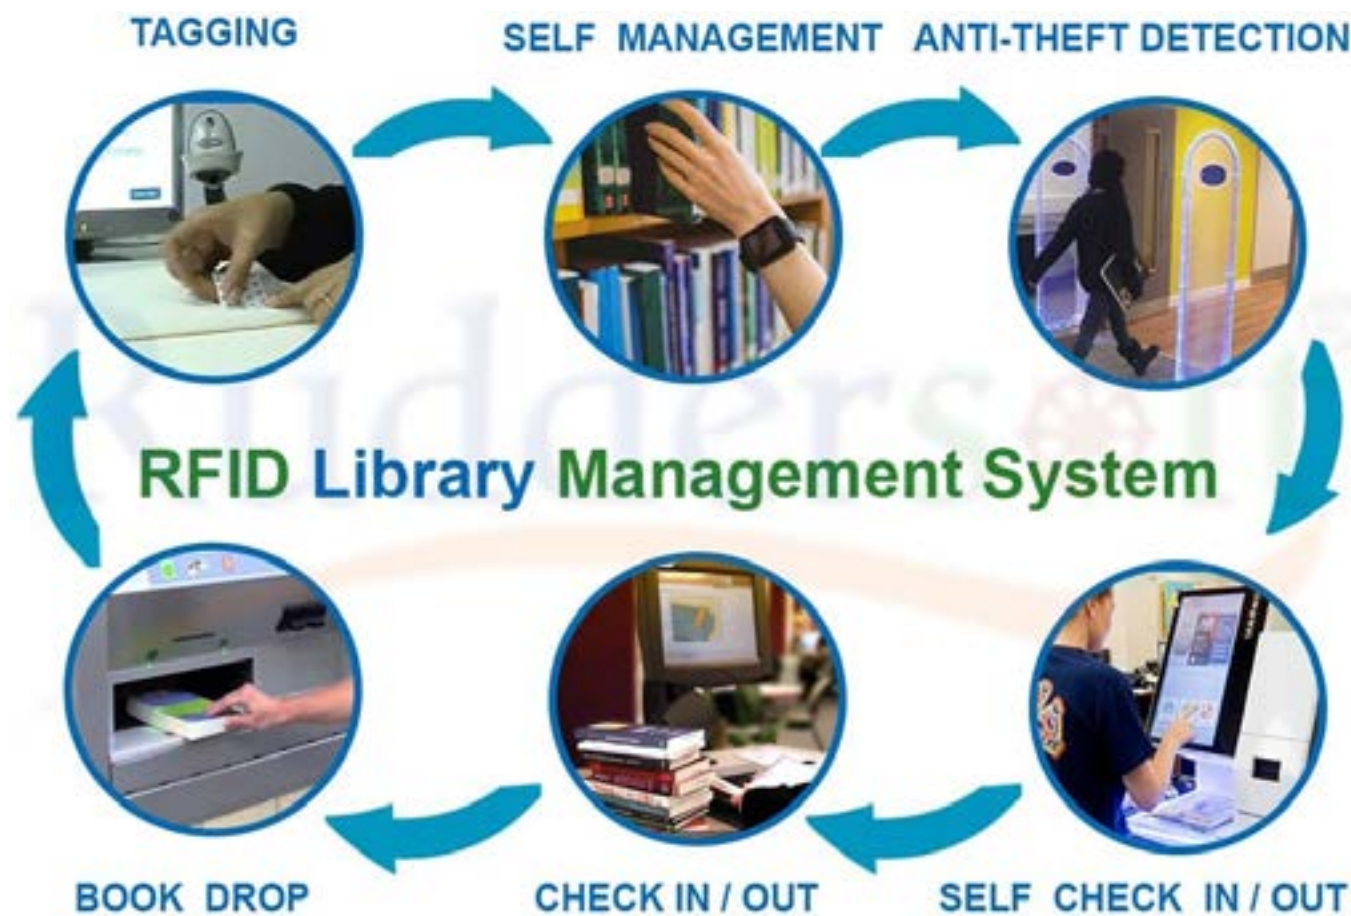 TAGGING
SELF MANAGEMENT
ANTI-THEFT DETECTION
RFID Library Management System
BOOK DROP
CHECK IN / OUT
SELF CHECK IN / OUT